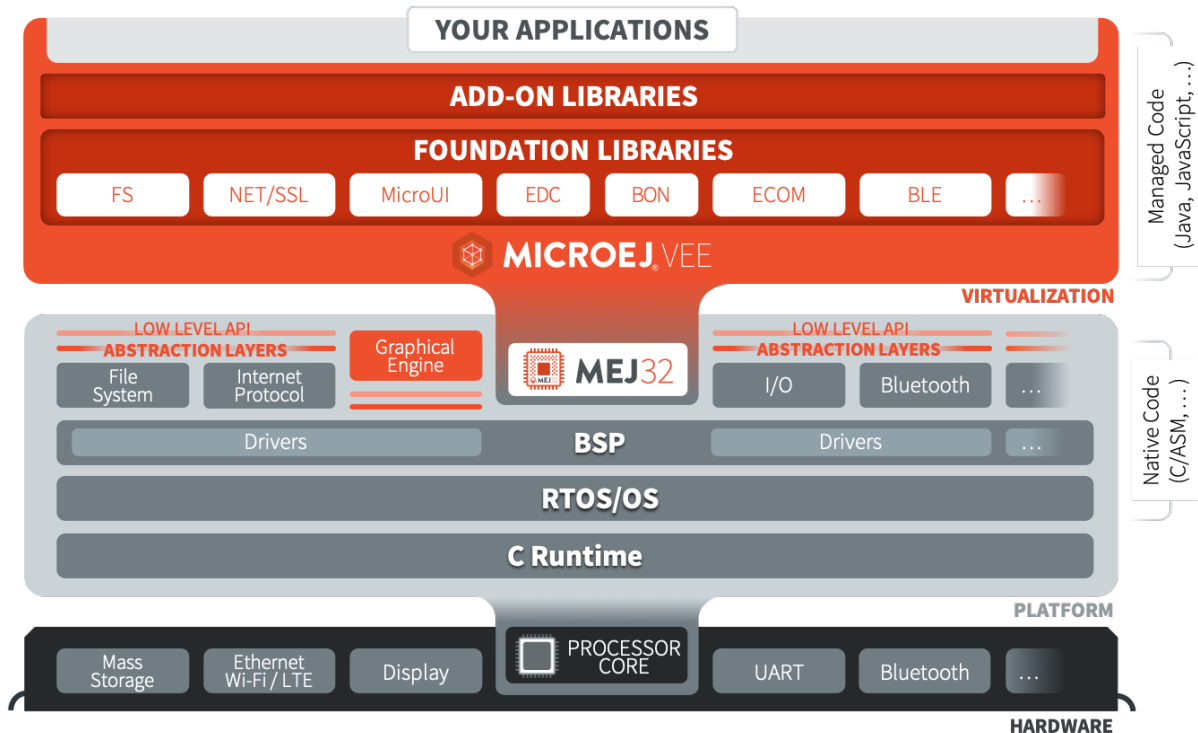 YOUR APPLICATIONS
ADD-ON LIBRARIES
FOUNDATION LIBRARIES
FS
NET/SSL
MicroUI
EDC
BON
ECOM
BLE
...
MICROEJ® VEE
Managed Code
(Java, JavaScript, ...)
VIRTUALIZATION
LOW LEVEL API
ABSTRACTION LAYERS
File
System
Internet
Protocol
Graphical
Engine
MEJ
MEJ32
LOW LEVEL API
ABSTRACTION LAYERS
I/O
Bluetooth
...
Drivers
BSP
Drivers
...
RTOS/OS
C Runtime
Native Code
(C/ASM, ...)
PLATFORM
Mass
Storage
Ethernet
Wi-Fi / LTE
Display
PROCESSOR
CORE
UART
Bluetooth
...
HARDWARE